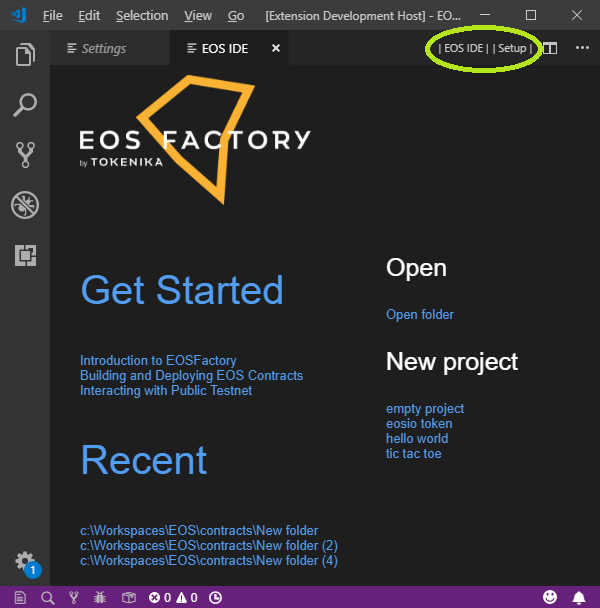 File Edit Selection View Go [Extension Development Host] - EO...
Settings EOS IDE | EOS IDE | | Setup |
EOS FACTORY
by TOKENIKA
Get Started
Introduction to EOSFactory
Building and Deploying EOS Contracts
Interacting with Public Testnet
Recent
c:\Workspaces\EOS\contracts\New folder
c:\Workspaces\EOS\contracts\New folder (2)
c:\Workspaces\EOS\contracts\New folder (4)
Open
Open folder
New project
empty project
eosio token
hello world
tic tac toe
1
0 0